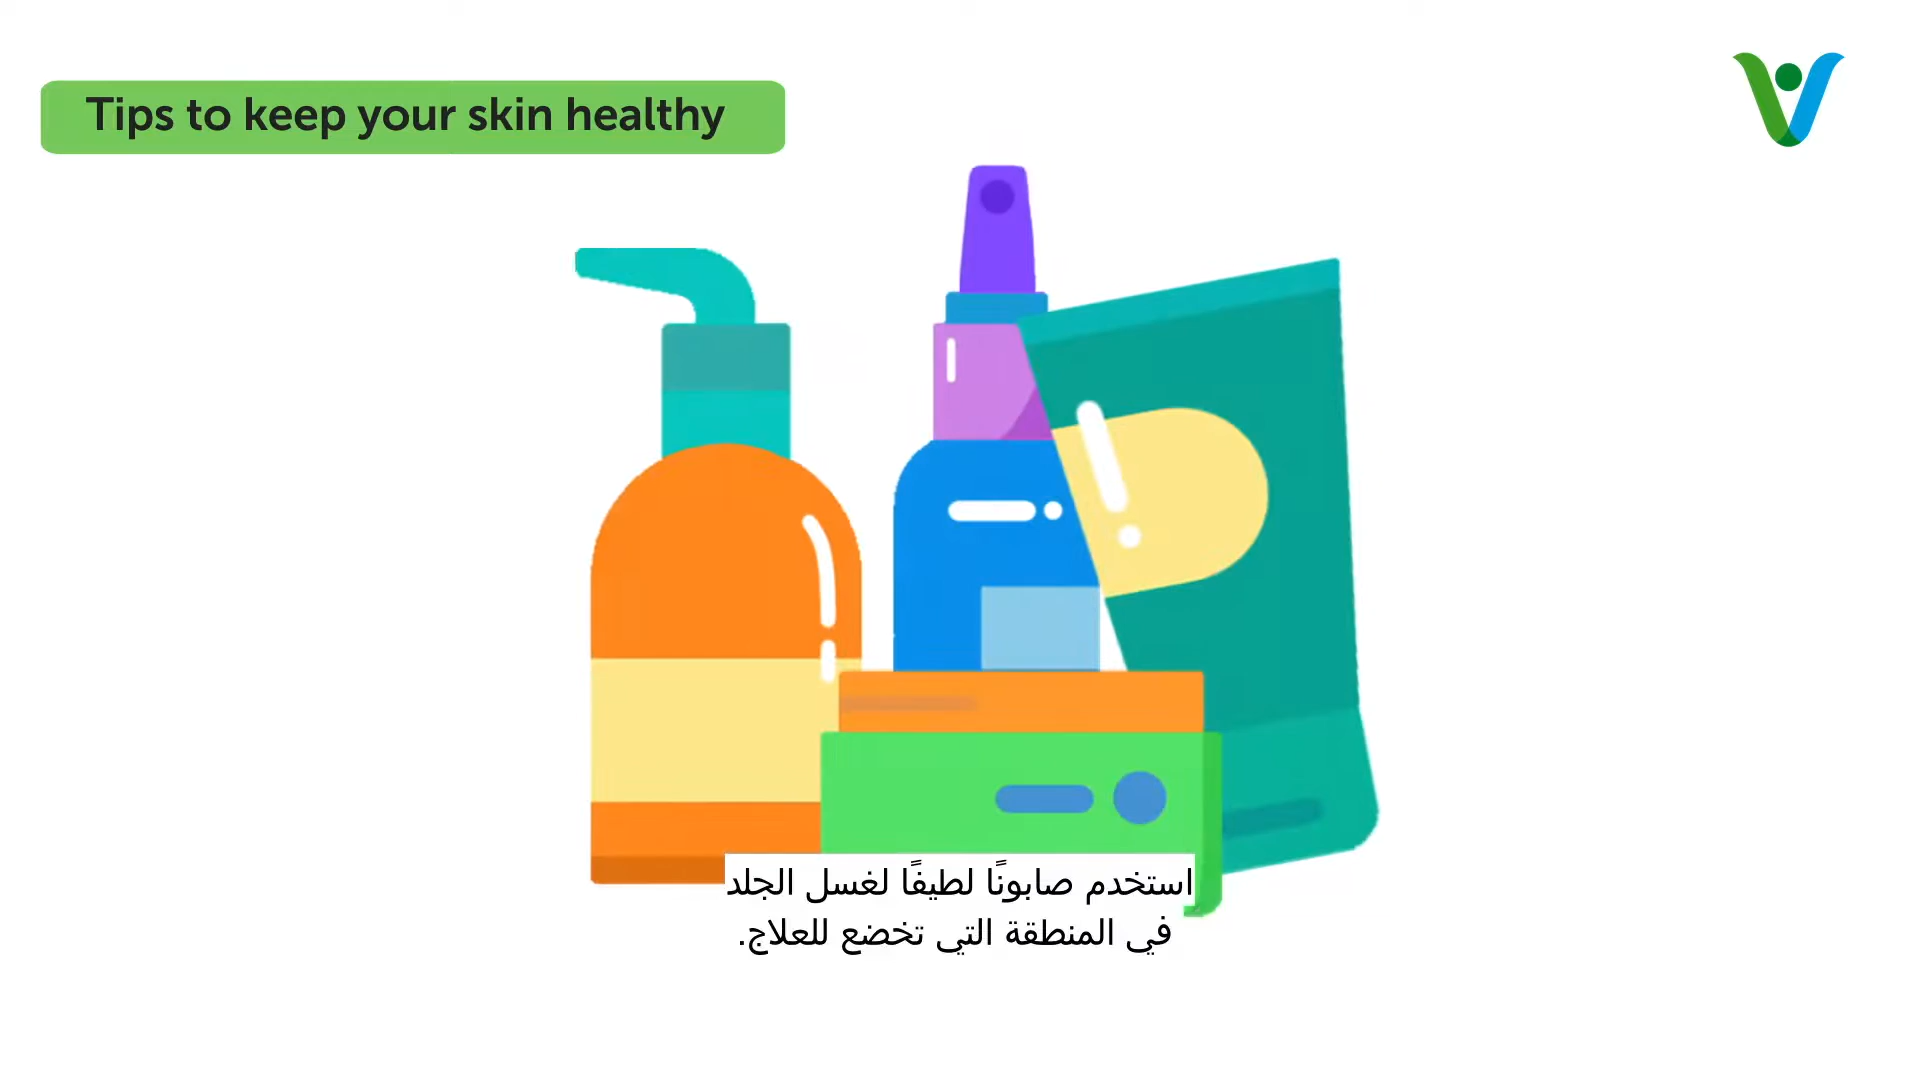 Tips to keep your skin healthy
استخدم صابونًا لطيفًا لغسل الجلد
في المنطقة التي تخضع للعلاج.